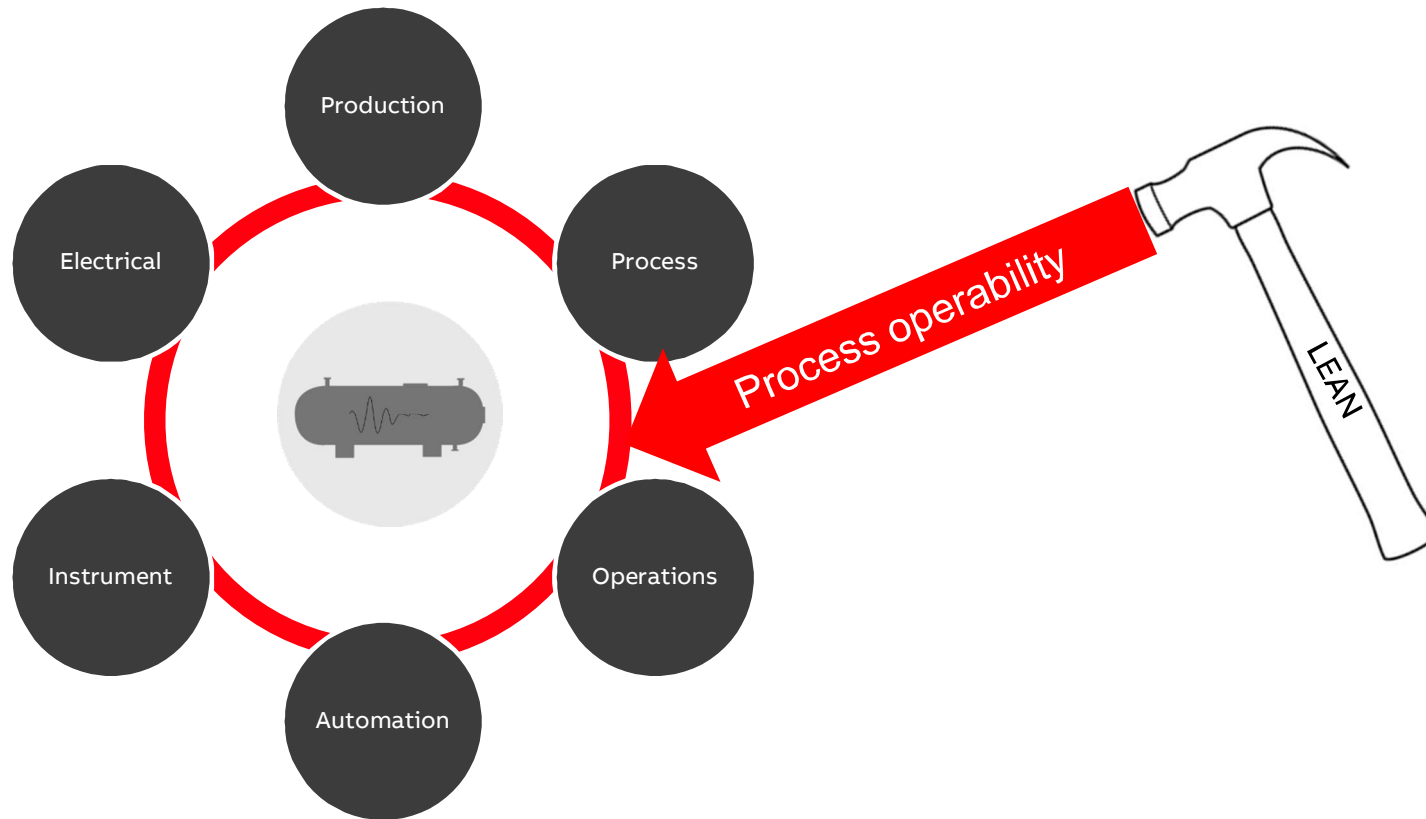 Production
Electrical
Process
Process operability
LEAN
Instrument
Operations
Automation